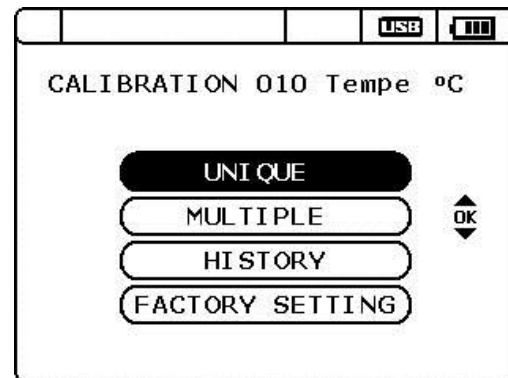 USB
CALIBRATION 010 Tempe ºC
UNIQUE
MULTIPLE
OK
HISTORY
FACTORY SETTING